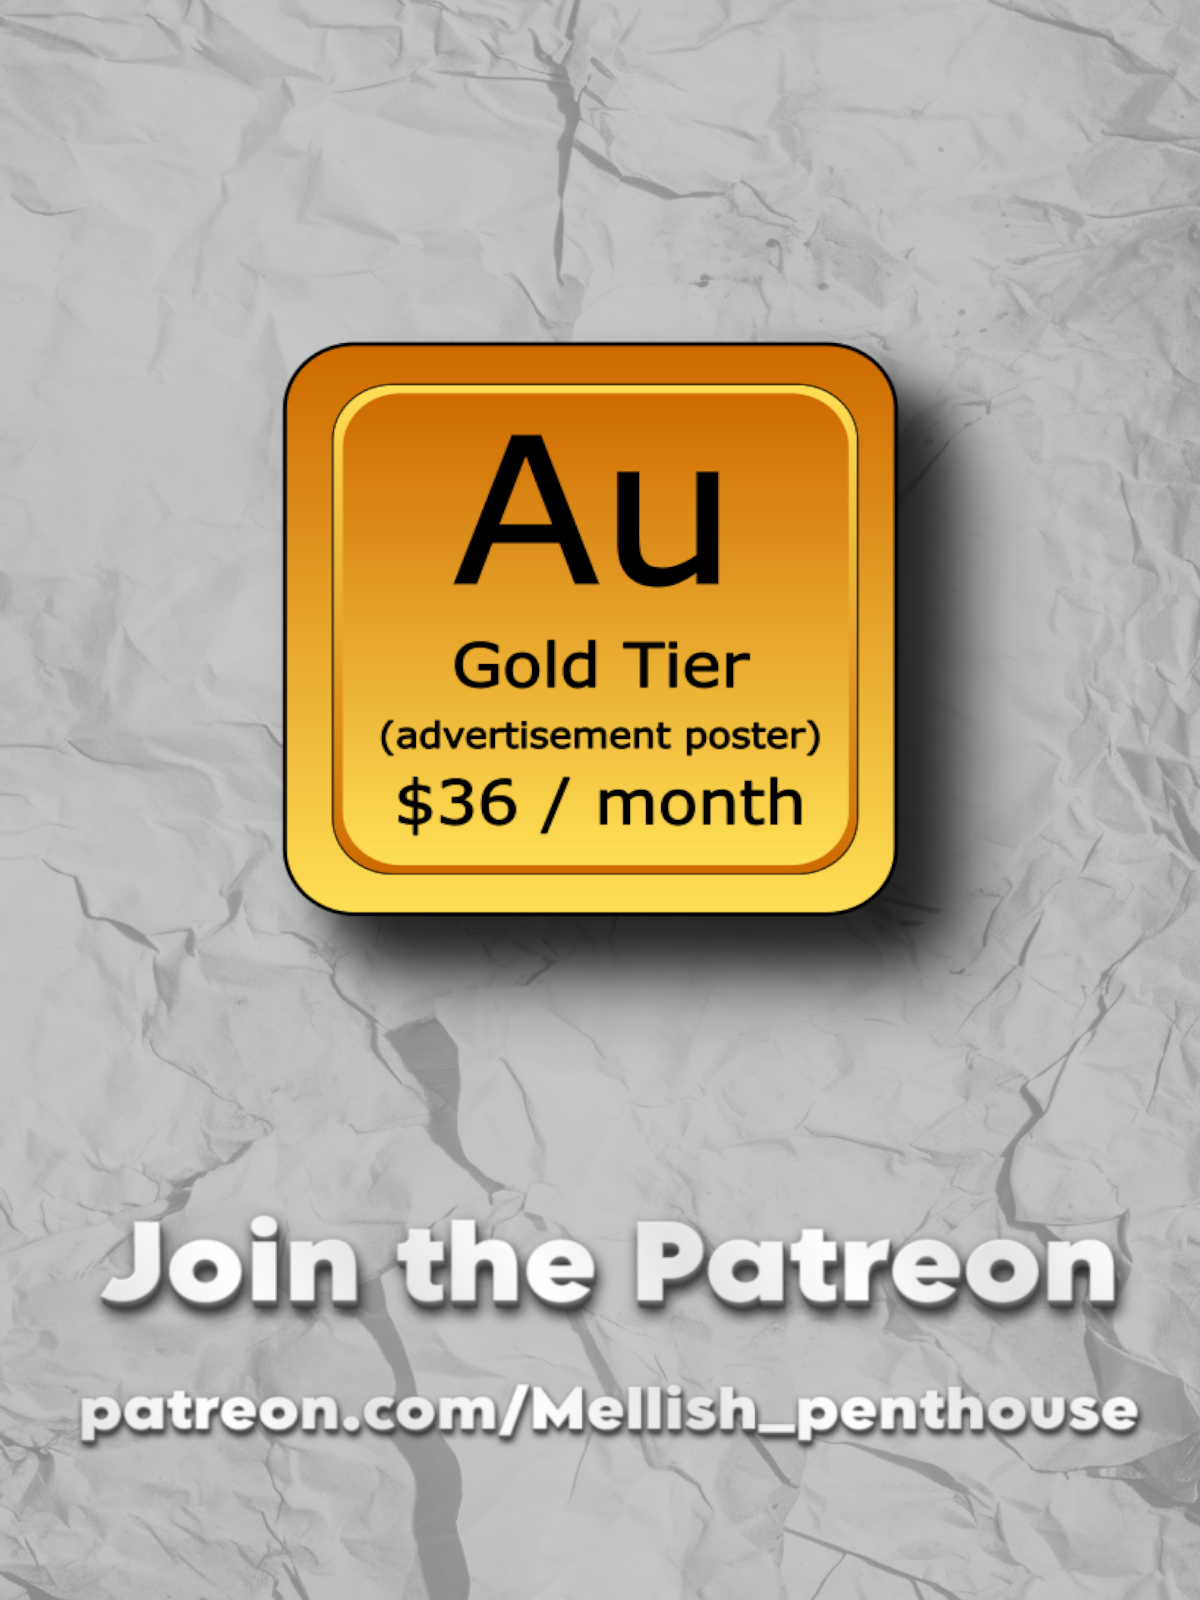 Au
Gold Tier
(advertisement poster)
$36 / month
Join the Patreon
patreon.com/Mellish_penthouse